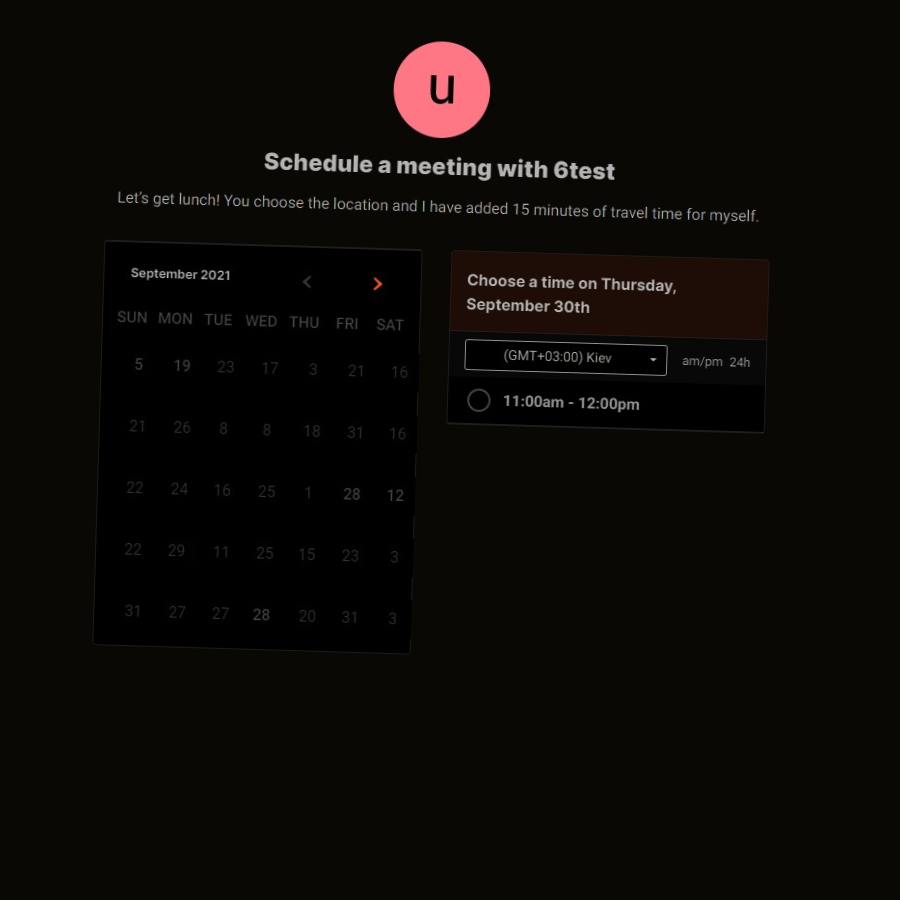 u
Schedule a meeting with 6test
Let's get lunch! You choose the location and I have added 15 minutes of travel time for myself.
September 2021
SUN MON TUE WED THU FRI SAT
5 19 23 17 3 21 16
21 26 8 8 18 31 16
22 24 16 25 1 28 12
22 29 11 25 15 23 3
31 27 27 28 20 31 3
Choose a time on Thursday,
September 30th
(GMT+03:00) Kiev
am/pm 24h
11:00am - 12:00pm